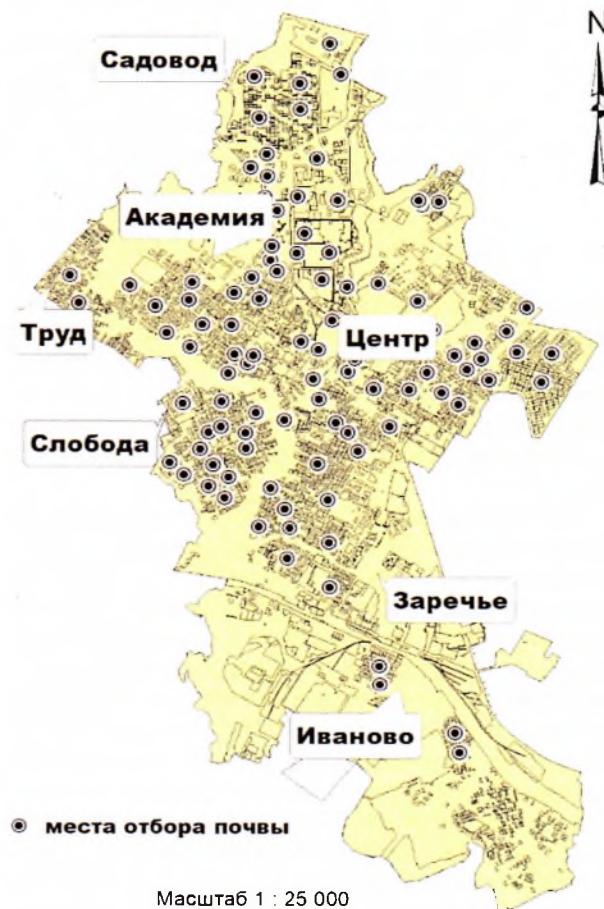 N
Садовод
Академия
Труд
Центр
Слобода
Заречье
Иваново
места отбора почвы
Масштаб 1 : 25 000